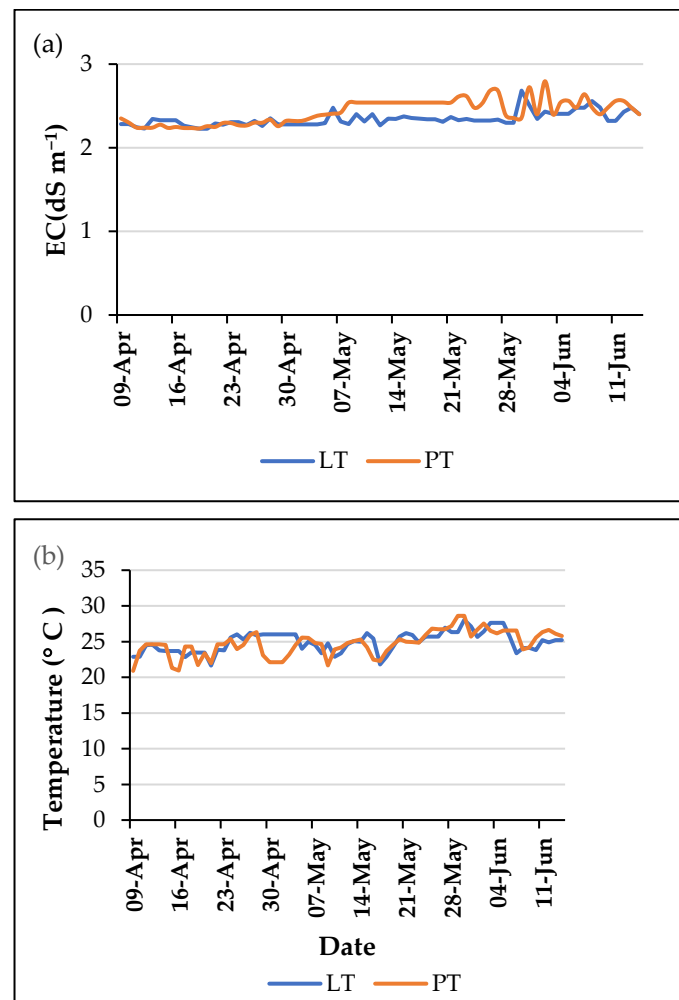 (a)
EC(dS m⁻¹)
3
2
1
0
09-Apr
16-Apr
23-Apr
30-Apr
07-May
14-May
21-May
28-May
04-Jun
11-Jun
LT PT
(b)
Temperature (° C )
35
30
25
20
15
10
5
0
09-Apr
16-Apr
23-Apr
30-Apr
07-May
14-May
21-May
28-May
04-Jun
11-Jun
Date
LT PT